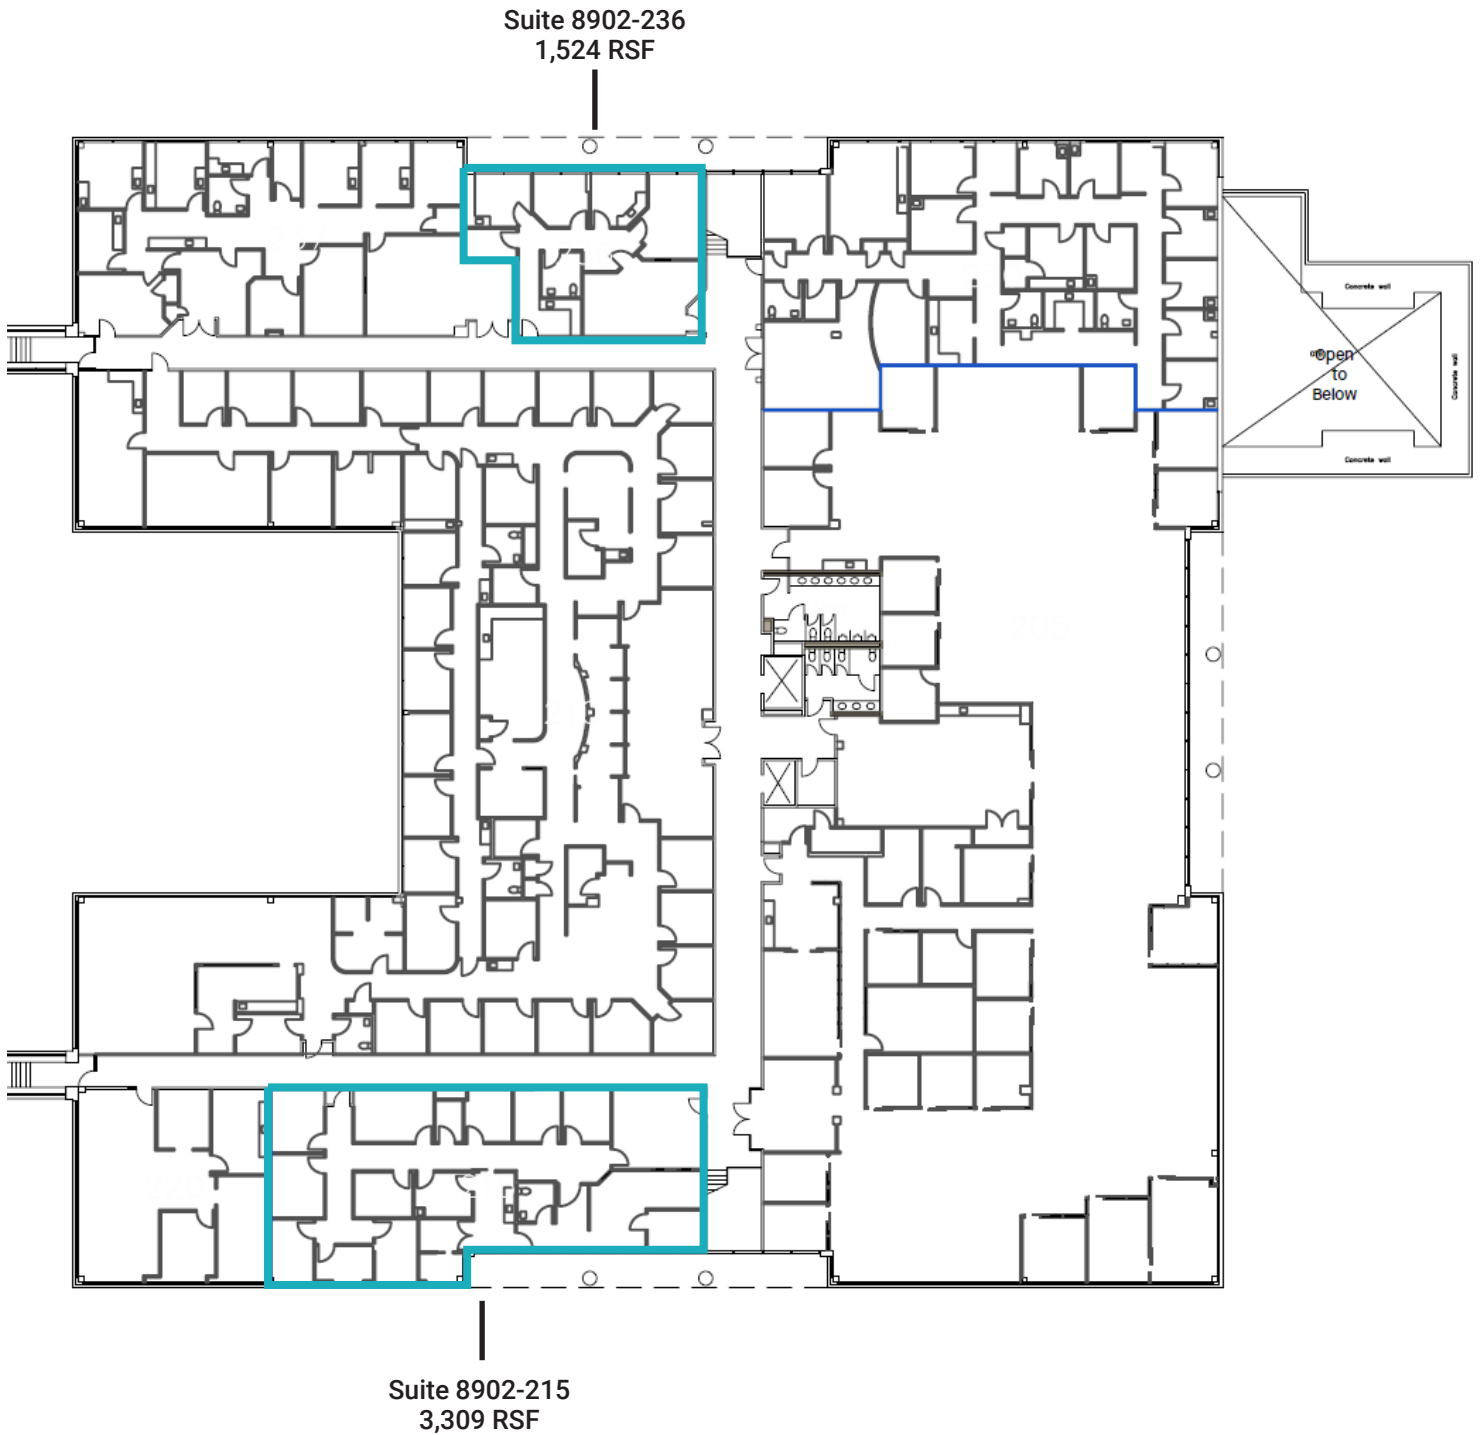 Suite 8902-236
1,524 RSF
Concrete wall
Open
to
Below
Concrete wall
Concrete wall
205
Suite 8902-215
3,309 RSF